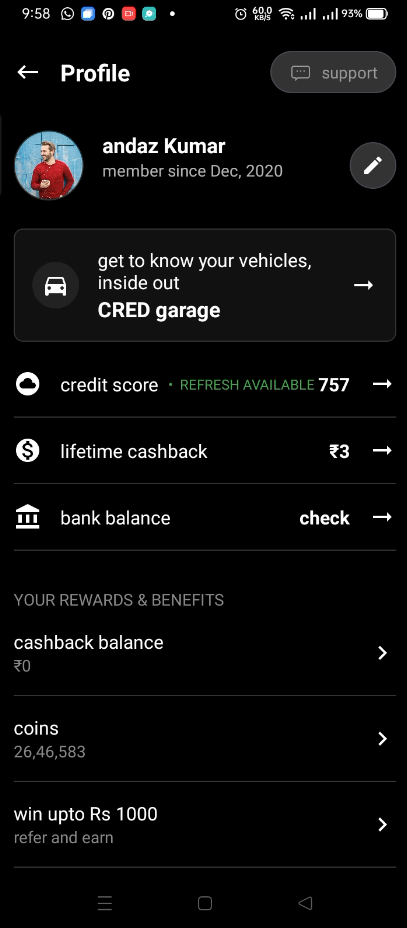 9:58 60.0 KB/S 93%
Profile
support
andaz Kumar
member since Dec, 2020
get to know your vehicles,
inside out
CRED garage
credit score • REFRESH AVAILABLE 757
lifetime cashback ₹3
bank balance check
YOUR REWARDS & BENEFITS
cashback balance
₹0
coins
26,46,583
win upto Rs 1000
refer and earn